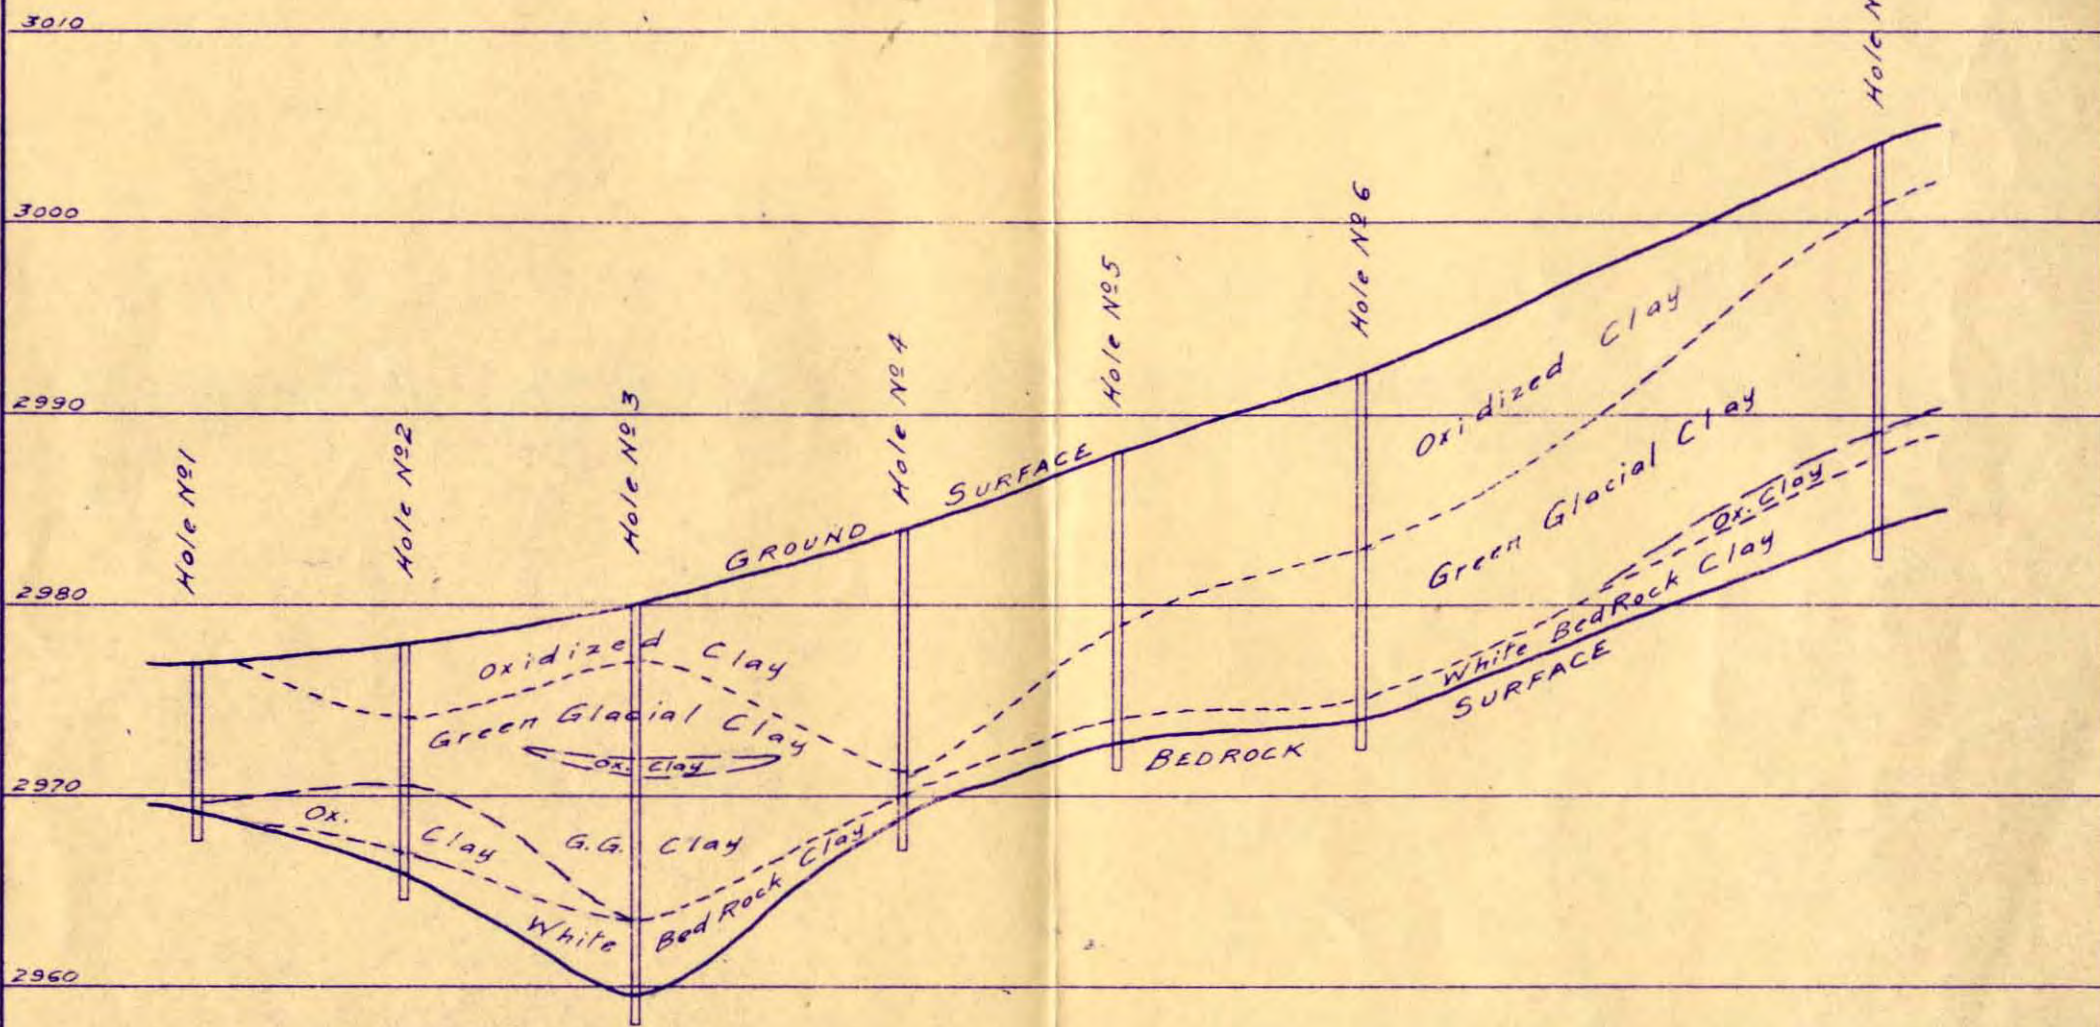 3010
Hole N
3000
Hole Nº 6
Hole Nº 5
Oxidized Clay
2990
Hole Nº 4
Hole Nº 3
Hole Nº 2
Hole Nº 1
Green Glacial Clay
GROUND SURFACE
Ox. Clay
2980
White BedRock Clay
Oxidized Clay
Green Glacial Clay
Ox. Clay
BEDROCK SURFACE
2970
Ox. Clay
G.G. Clay
White Bed Rock Clay
2960